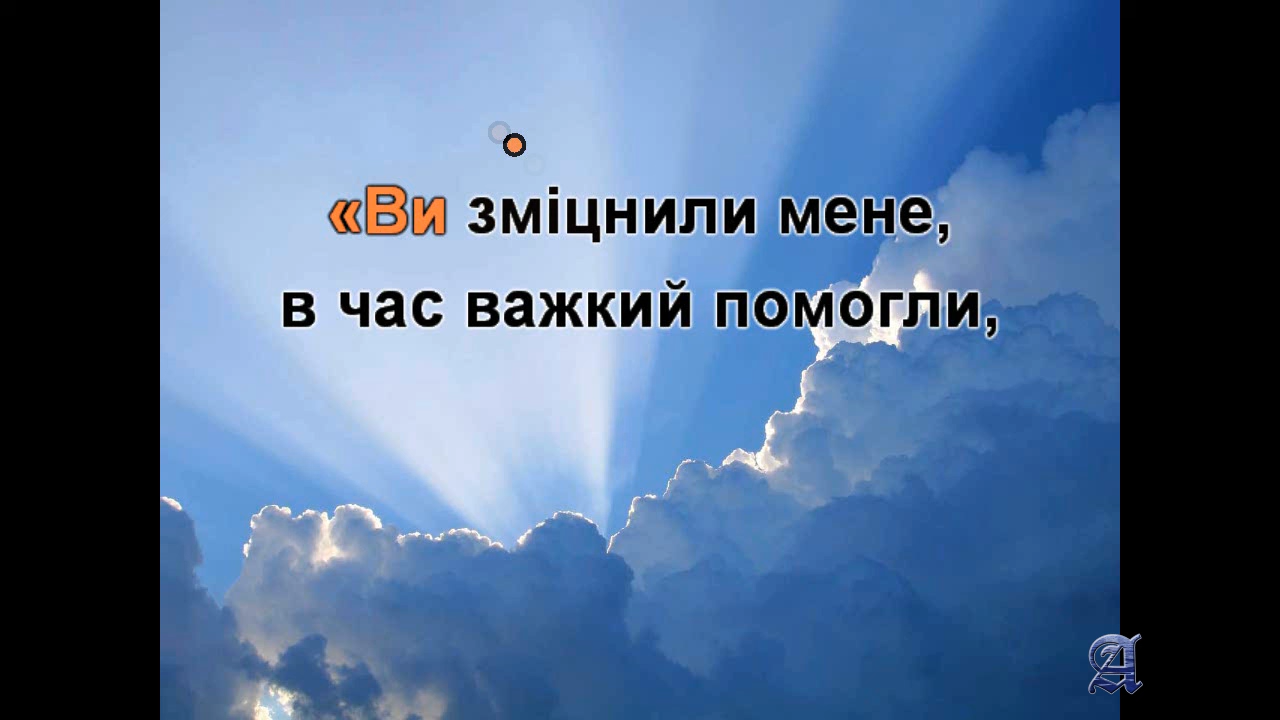 «Ви зміцнили мене,
в час важкий помогли,